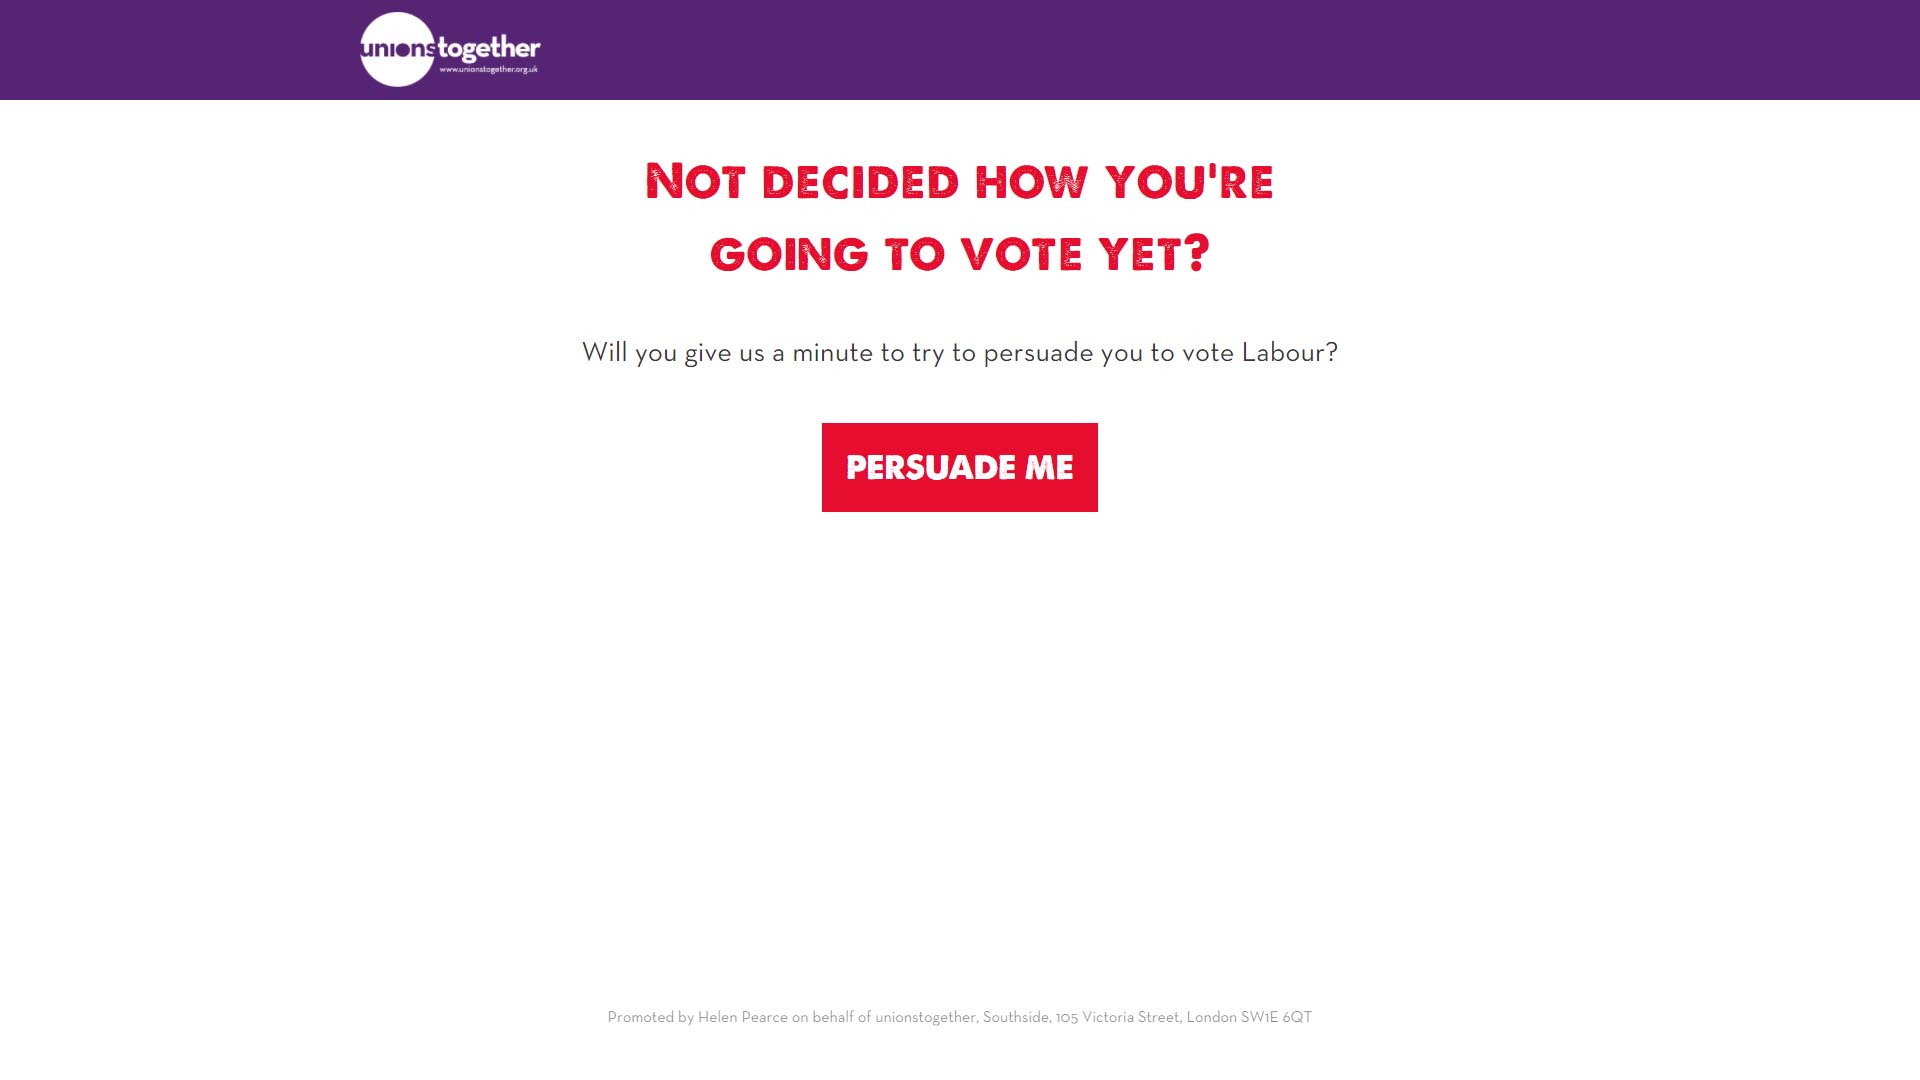 unionstogether
www.unionstogether.org.uk
Not decided how you're
going to vote yet?
Will you give us a minute to try to persuade you to vote Labour?
PERSUADE ME
Promoted by Helen Pearce on behalf of unionstogether, Southside, 105 Victoria Street, London SW1E 6QT